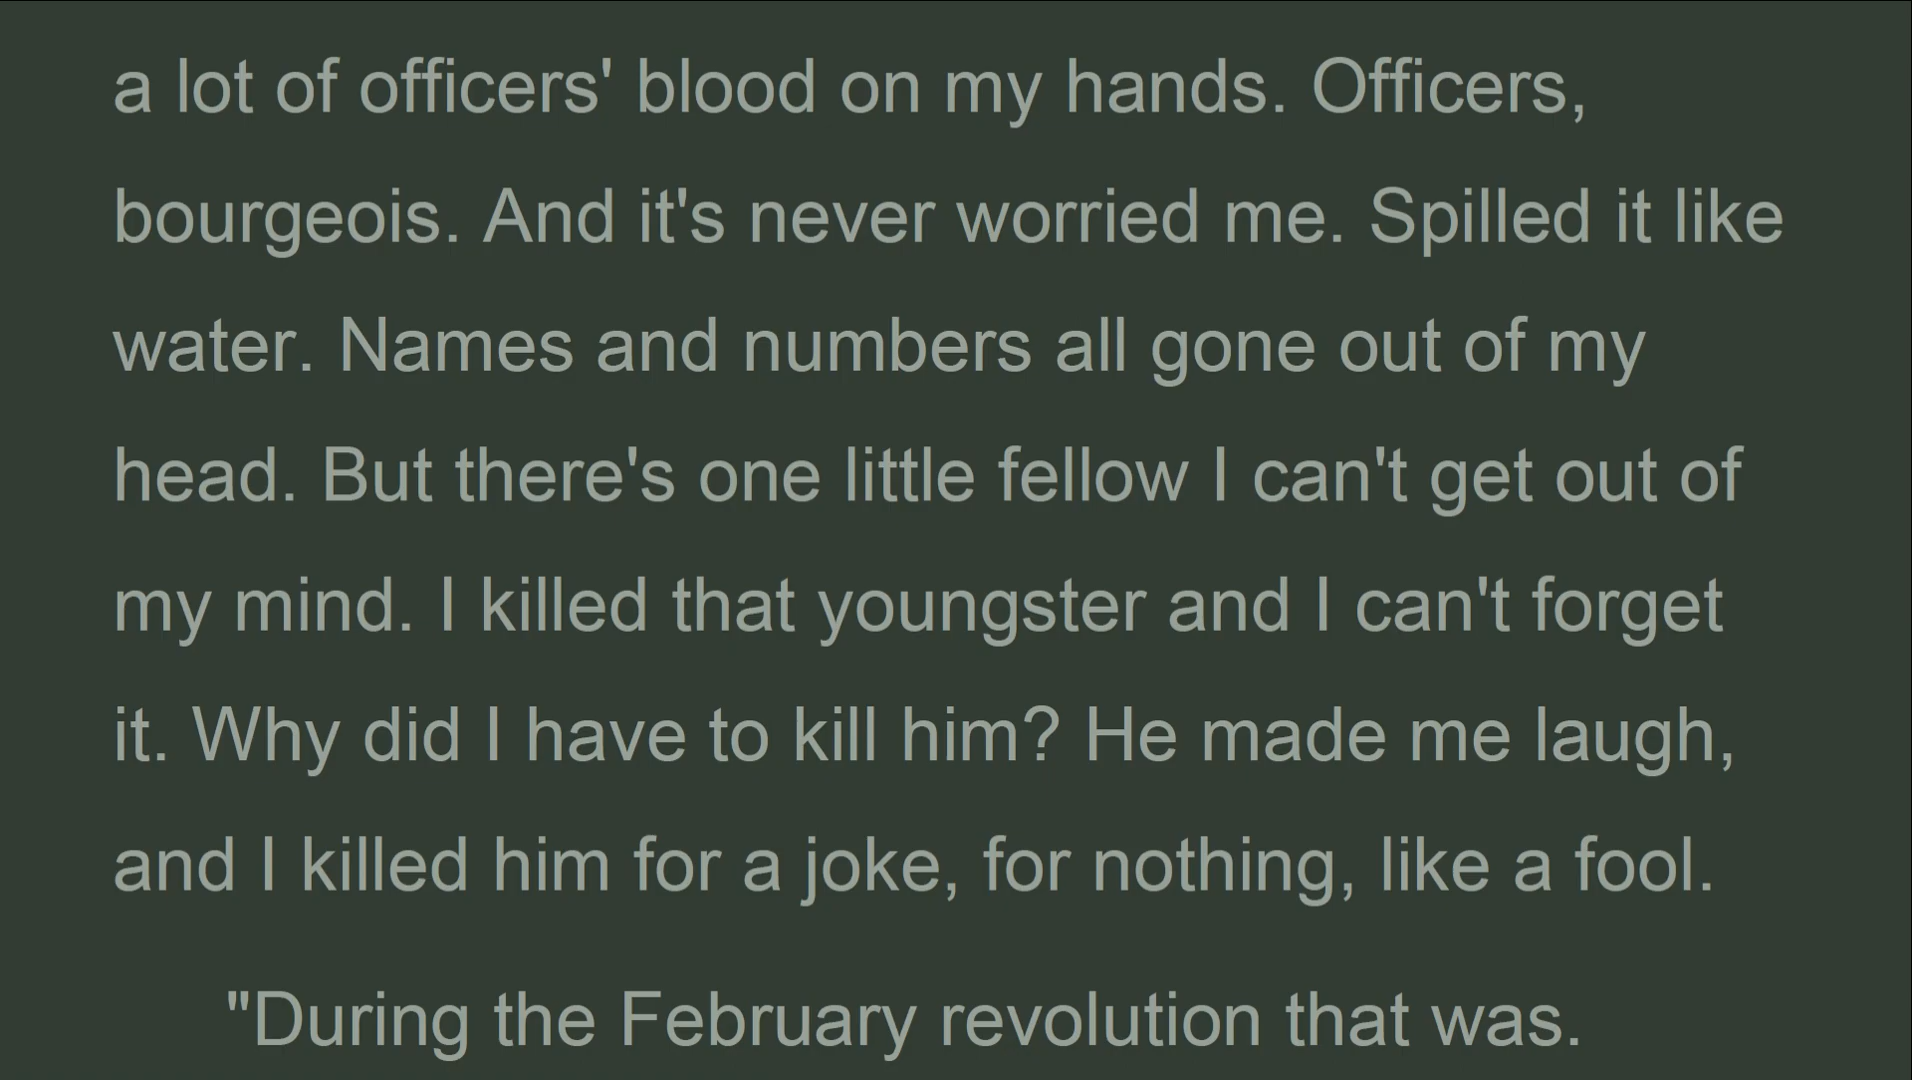 a lot of officers' blood on my hands. Officers,
bourgeois. And it's never worried me. Spilled it like
water. Names and numbers all gone out of my
head. But there's one little fellow I can't get out of
my mind. I killed that youngster and I can't forget
it. Why did I have to kill him? He made me laugh,
and I killed him for a joke, for nothing, like a fool.
"During the February revolution that was.